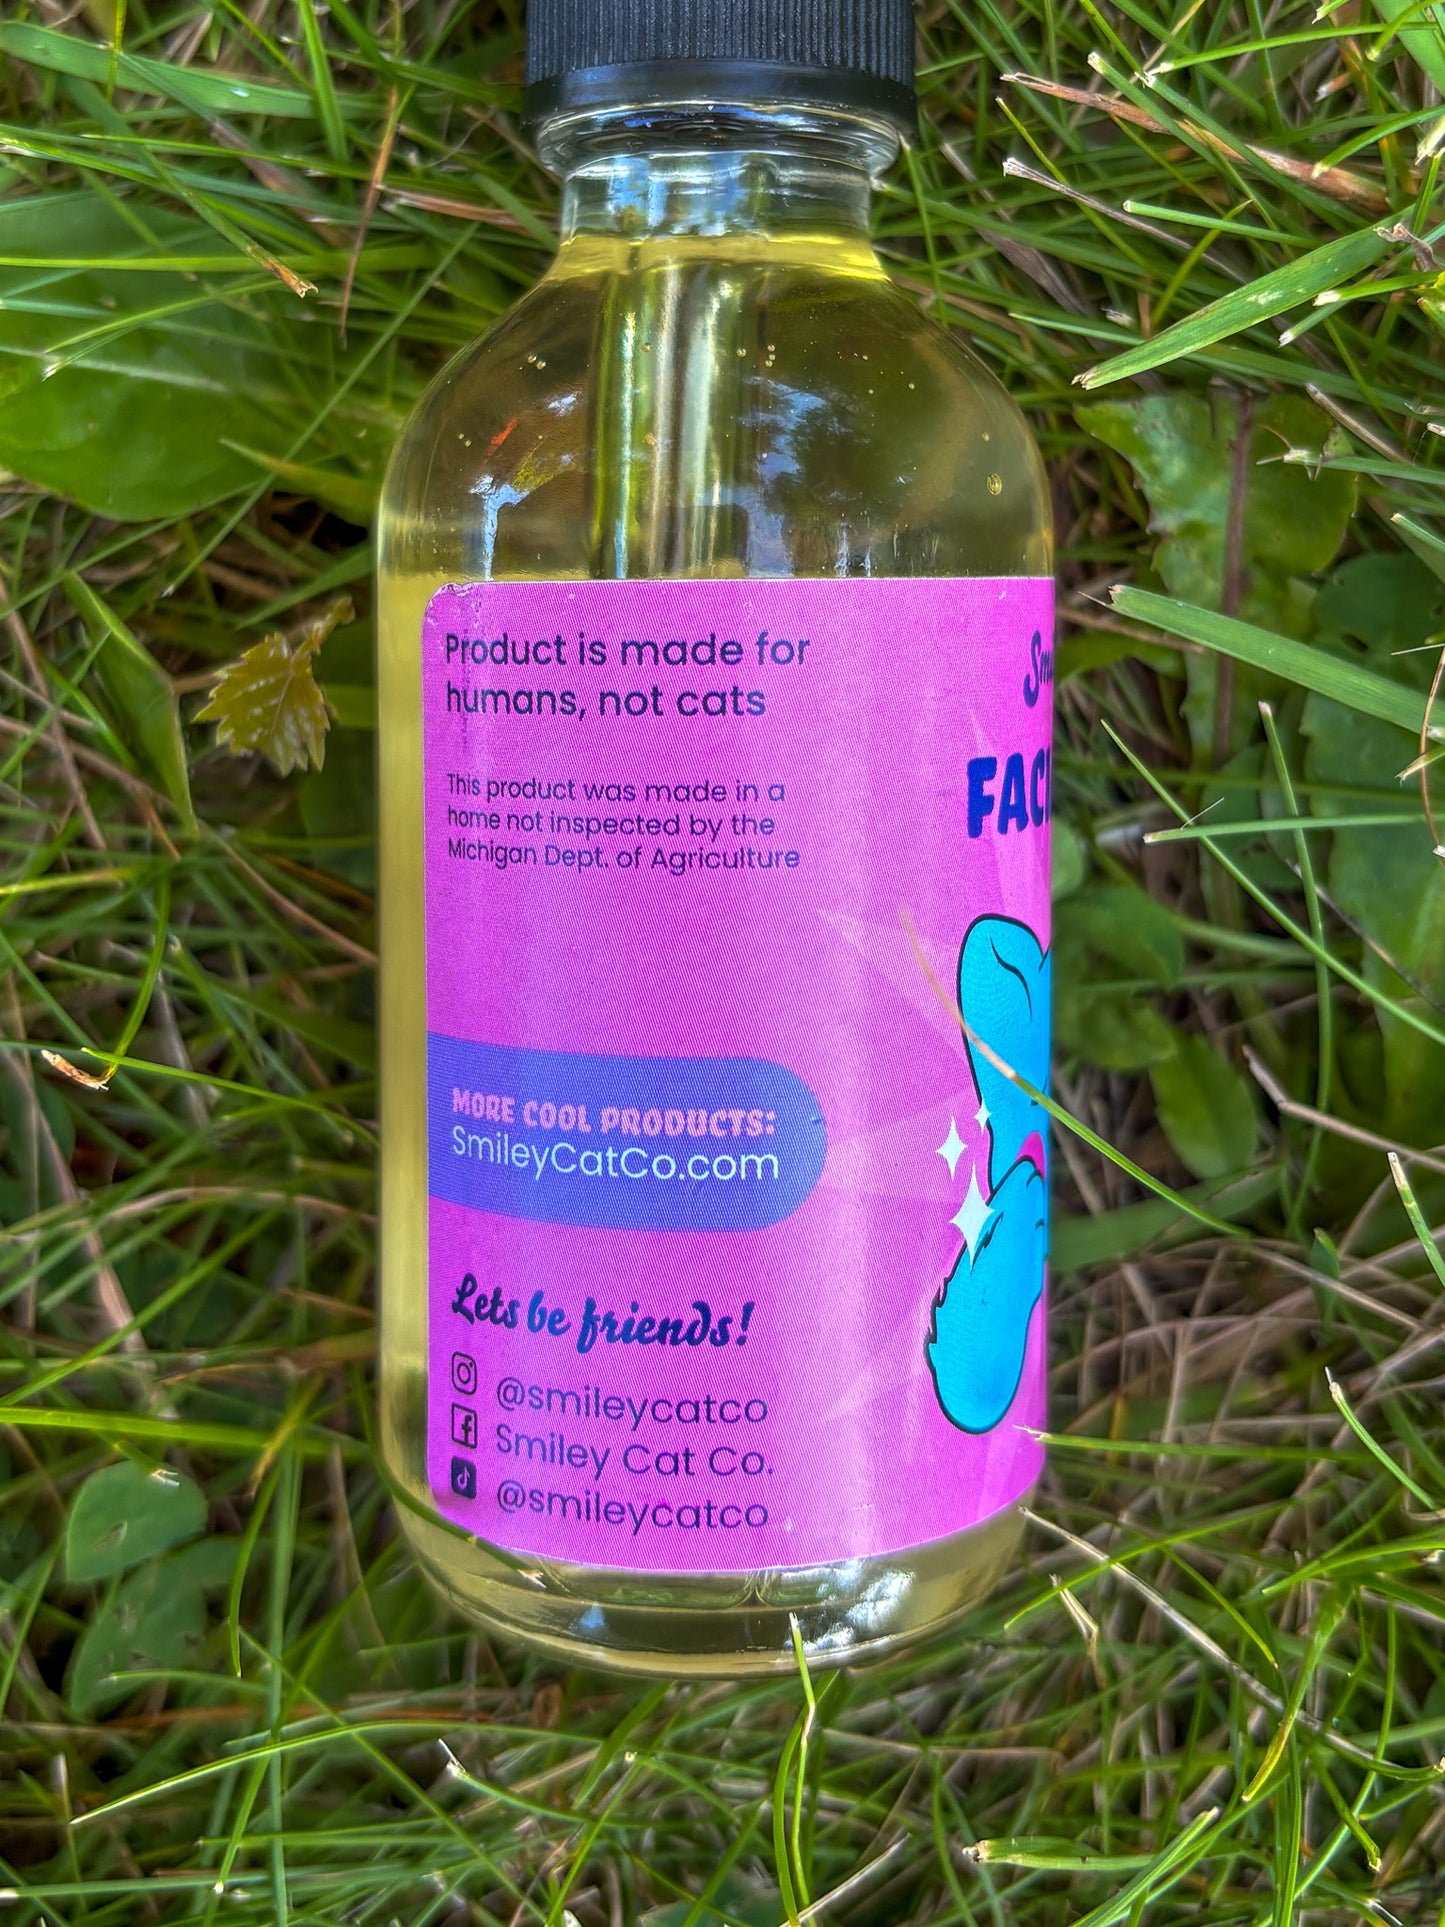 Product is made for
humans, not cats
This product was made in a
home not inspected by the
Michigan Dept. of Agriculture
MORE COOL PRODUCTS:
SmileyCatCo.com
Lets be friends!
@smileycatco
Smiley Cat Co.
@smileycatco